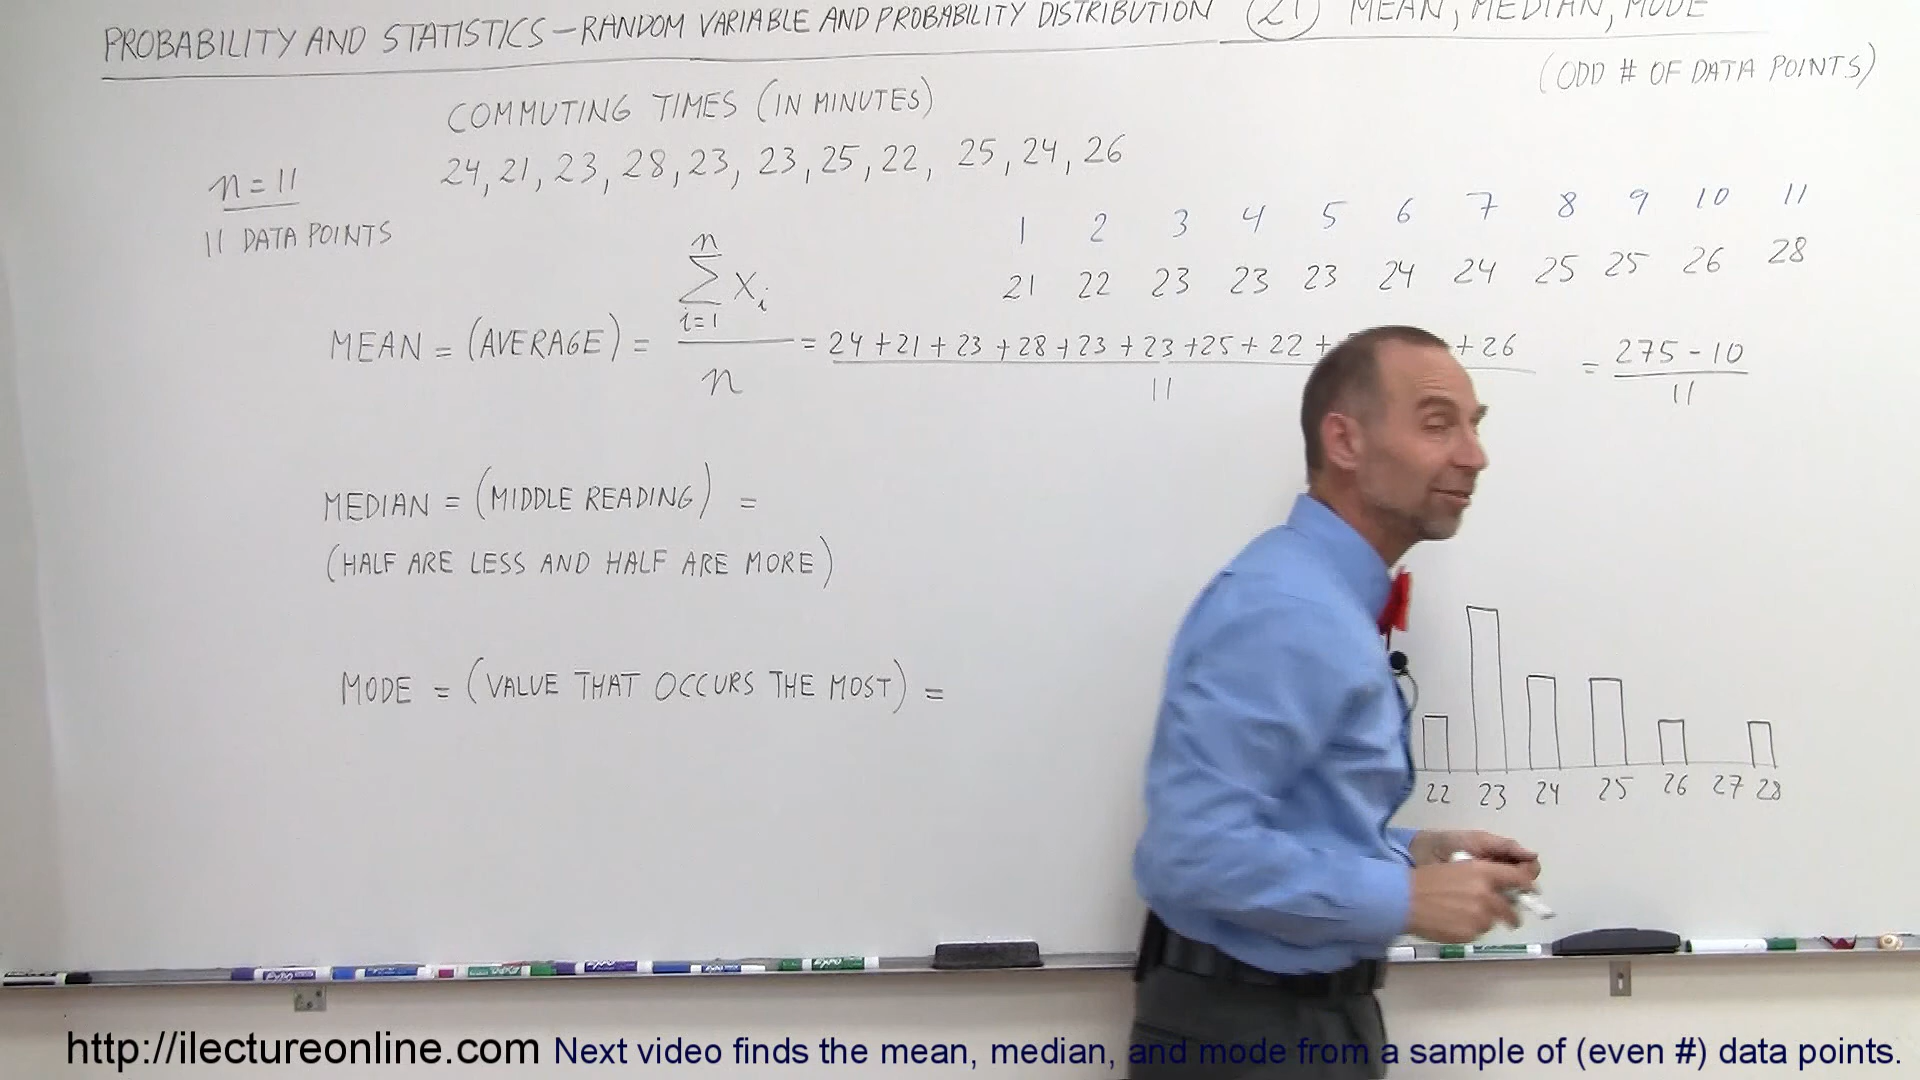 PROBABILITY AND STATISTICS – RANDOM VARIABLE AND PROBABILITY DISTRIBUTION 21 MEAN, MEDIAN, MODE
(ODD # OF DATA POINTS)
COMMUTING TIMES (IN MINUTES)
24, 21, 23, 28, 23, 23, 25, 22, 25, 24, 26
n = 11
11 DATA POINTS
1 2 3 4 5 6 7 8 9 10 11
21 22 23 23 23 24 24 25 25 26 28
n
∑ xi
i=1
MEAN = (AVERAGE) = n = 24 + 21 + 23 + 28 + 23 + 23 + 25 + 22 + + 26 = 275 - 10
11 11
MEDIAN = (MIDDLE READING) =
(HALF ARE LESS AND HALF ARE MORE)
MODE = (VALUE THAT OCCURS THE MOST) =
22 23 24 25 26 27 28
EXPO
http://ilectureonline.com Next video finds the mean, median, and mode from a sample of (even #) data points.